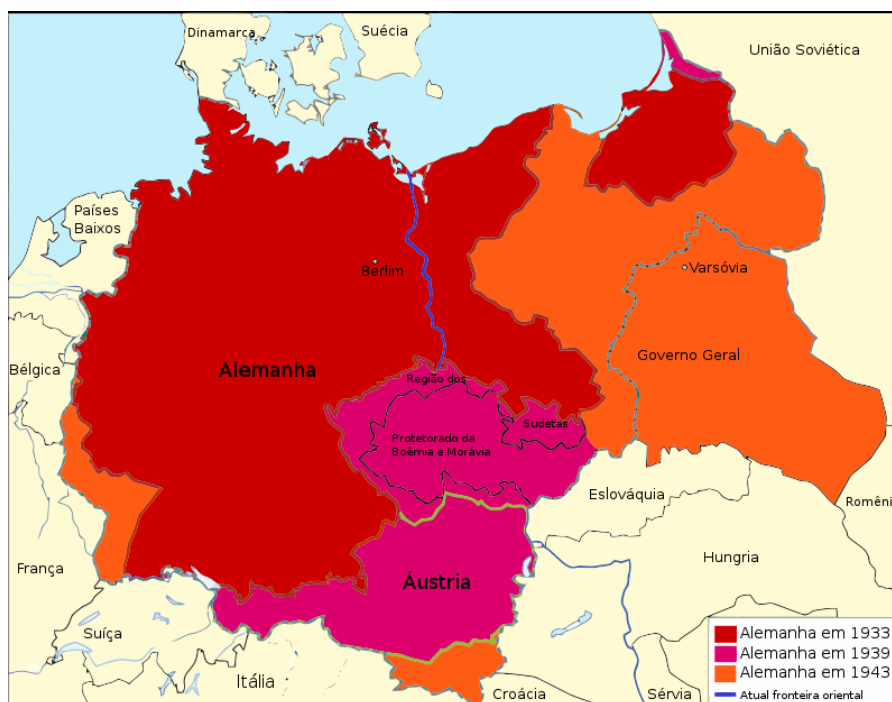 Suécia
Dinamarca
União Soviética
Países
Baixos
Berlim
Varsóvia
Governo Geral
Bélgica
Alemanha
Região dos
Sudetas
Protetorado da
Boêmia e Morávia
Eslováquia
Romêni
França
Hungria
Áustria
Suíça
Itália
Croácia
Sérvia
Alemanha em 1933
Alemanha em 1939
Alemanha em 1943
Atual fronteira oriental